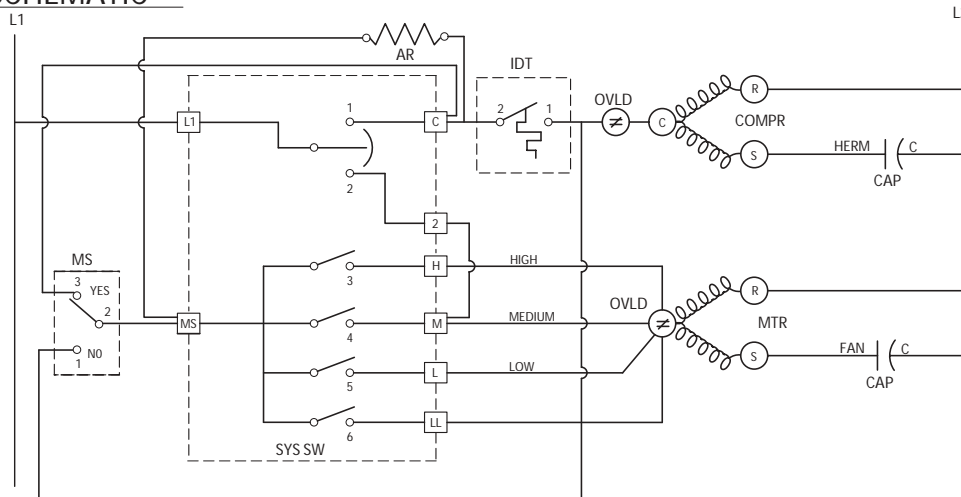 SCHEMATIC
L1
L
AR
IDT
1
L1
C
2
1
OVLD
C
R
COMPR
S
HERM
C
CAP
2
2
MS
3
YES
2
NO
1
MS
H
HIGH
3
M
MEDIUM
4
L
LOW
5
LL
6
SYS SW
OVLD
R
MTR
S
FAN
C
CAP